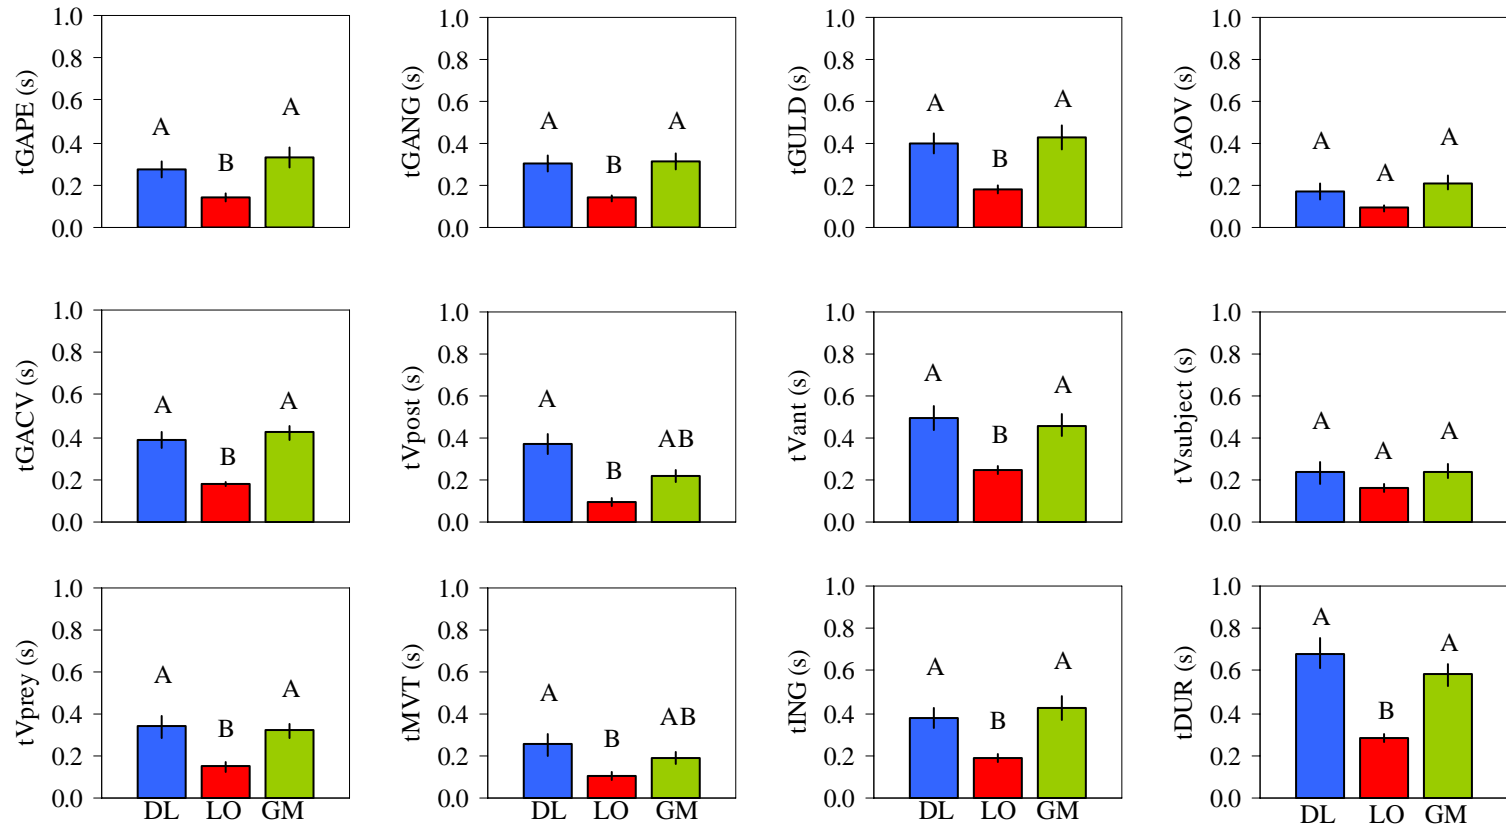 tGAPE (s)
1.0
0.8
0.6
0.4
0.2
0.0
A
B
A
tGANG (s)
1.0
0.8
0.6
0.4
0.2
0.0
A
B
A
tGULD (s)
1.0
0.8
0.6
0.4
0.2
0.0
A
B
A
tGAOV (s)
1.0
0.8
0.6
0.4
0.2
0.0
A
A
A
tGACV (s)
1.0
0.8
0.6
0.4
0.2
0.0
A
B
A
tVpost (s)
1.0
0.8
0.6
0.4
0.2
0.0
A
B
AB
tVant (s)
1.0
0.8
0.6
0.4
0.2
0.0
A
B
A
tVsubject (s)
1.0
0.8
0.6
0.4
0.2
0.0
A
A
A
tVprey (s)
1.0
0.8
0.6
0.4
0.2
0.0
A
B
A
DL LO GM
tMVT (s)
1.0
0.8
0.6
0.4
0.2
0.0
A
B
AB
DL LO GM
tING (s)
1.0
0.8
0.6
0.4
0.2
0.0
A
B
A
DL LO GM
tDUR (s)
1.0
0.8
0.6
0.4
0.2
0.0
A
B
A
DL LO GM